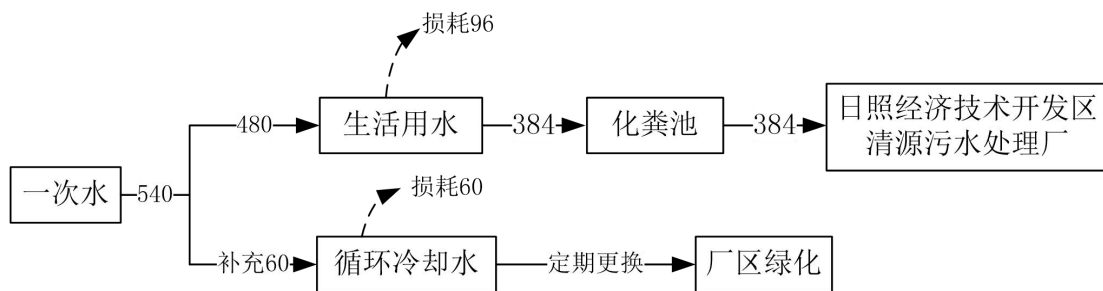 损耗96
480
生活用水
384
化粪池
384
日照经济技术开发区
清源污水处理厂
一次水
540
损耗60
补充60
循环冷却水
定期更换
厂区绿化